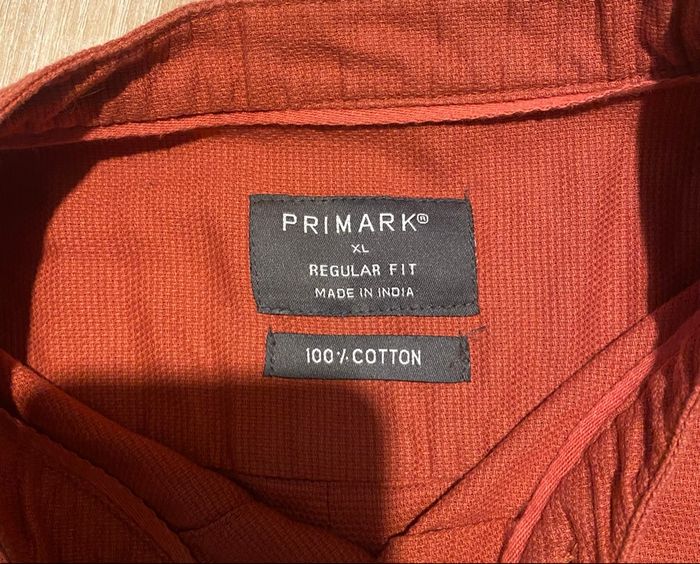 PRIMARK®
XL
REGULAR FIT
MADE IN INDIA
100% COTTON